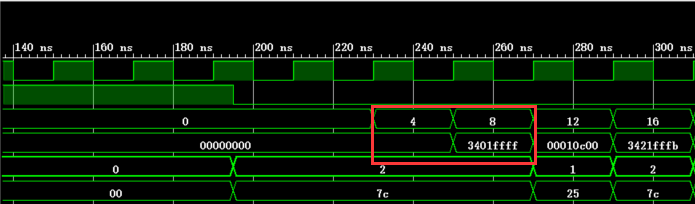 140 ns 160 ns 180 ns 200 ns 220 ns 240 ns 260 ns 280 ns 300 ns
0 4 8 12 16
00000000 3401ffff 00010c00 3421fffb
0 2 1 2
00 7c 25 7c